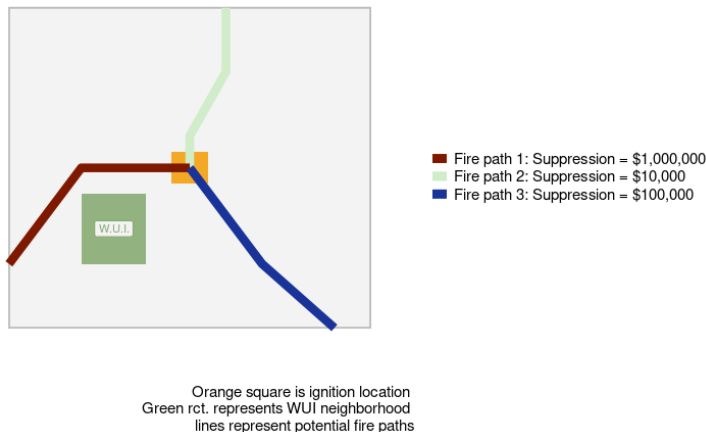 W.U.I.
Fire path 1: Suppression = $1,000,000
Fire path 2: Suppression = $10,000
Fire path 3: Suppression = $100,000
Orange square is ignition location
Green rct. represents WUI neighborhood
lines represent potential fire paths